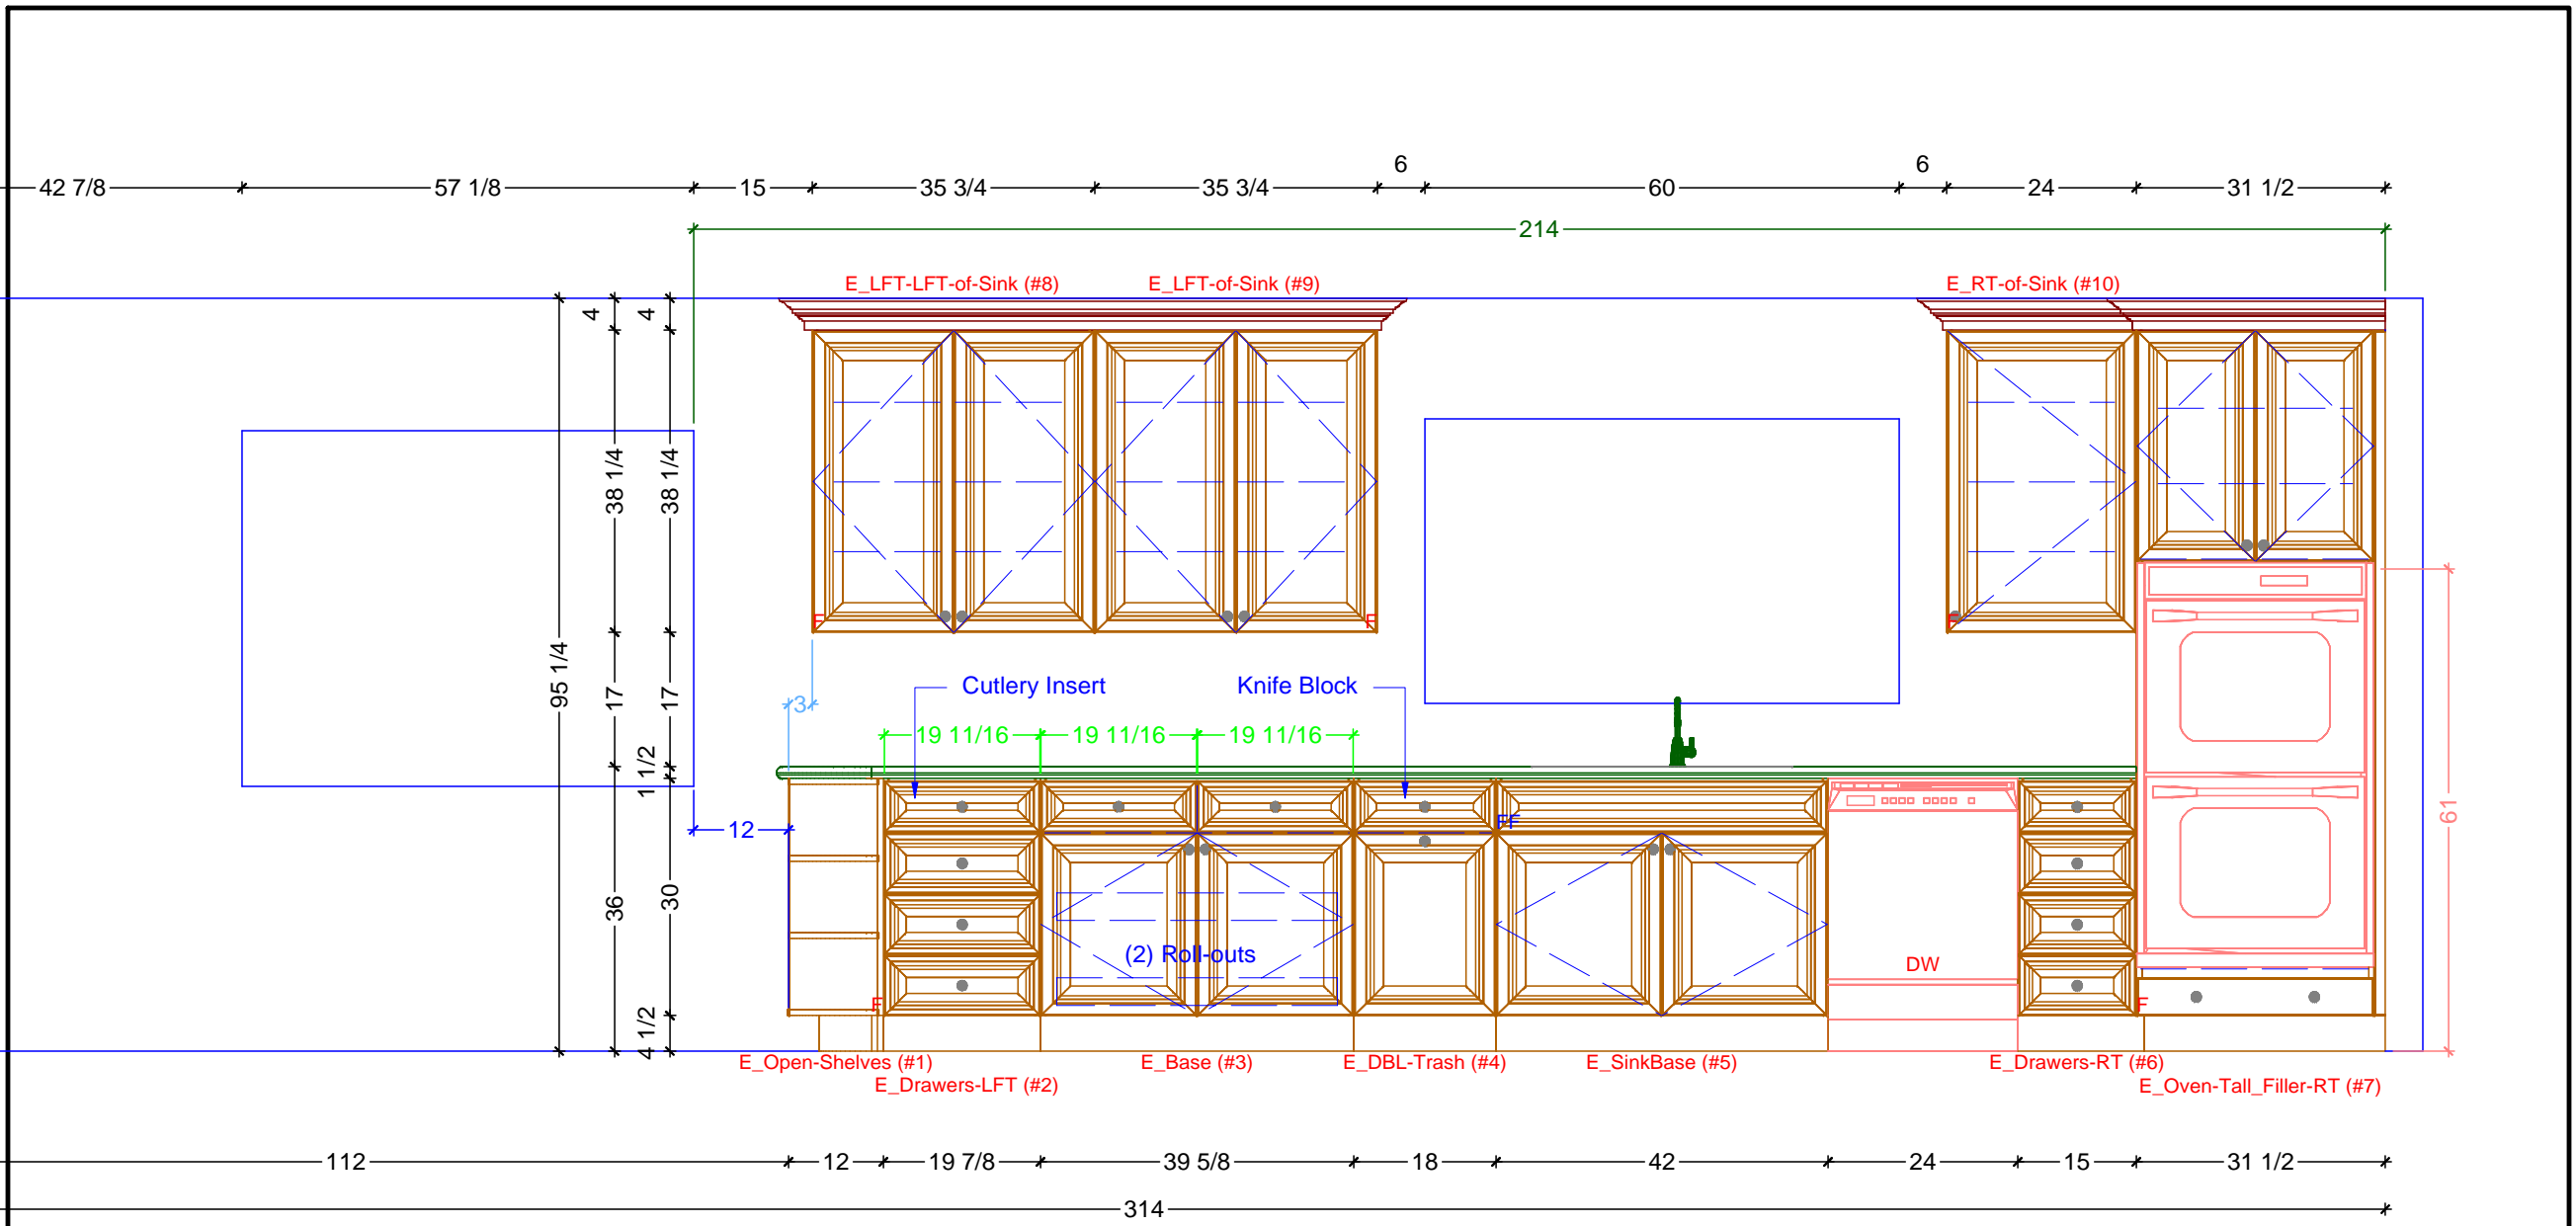 6 6
42 7/8 57 1/8 15 35 3/4 35 3/4 60 24 31 1/2
214
E_LFT-LFT-of-Sink (#8) E_LFT-of-Sink (#9) E_RT-of-Sink (#10)
4 4
38 1/4 38 1/4
F F F
95 1/4 17 17
Cutlery Insert Knife Block
3
19 11/16 19 11/16 19 11/16
1 1/2
61
12
FF
36 30
(2) Roll-outs
DW
F F
4 1/2
E_Open-Shelves (#1) E_Base (#3) E_DBL-Trash (#4) E_SinkBase (#5) E_Drawers-RT (#6)
E_Drawers-LFT (#2) E_Oven-Tall_Filler-RT (#7)
112 12 19 7/8 39 5/8 18 42 24 15 31 1/2
314